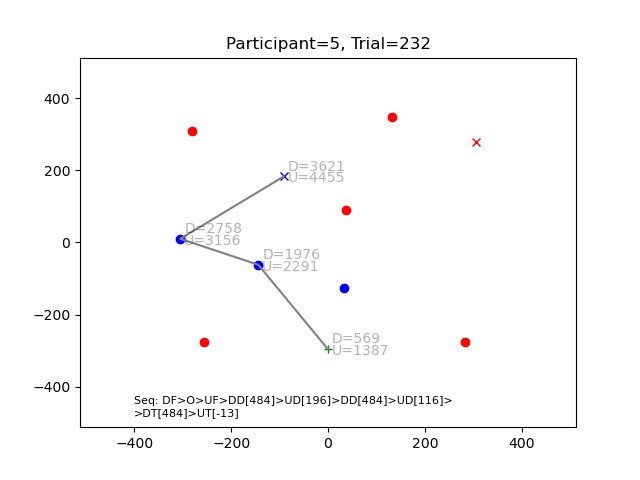 Participant=5, Trial=232
400
200
0
−200
−400
D=3621
U=4455
D=2758
U=3156
D=1976
U=2291
D=569
U=1387
Seq: DF>O>UF>DD[484]>UD[196]>DD[484]>UD[116]>
>DT[484]>UT[-13]
−400 −200 0 200 400